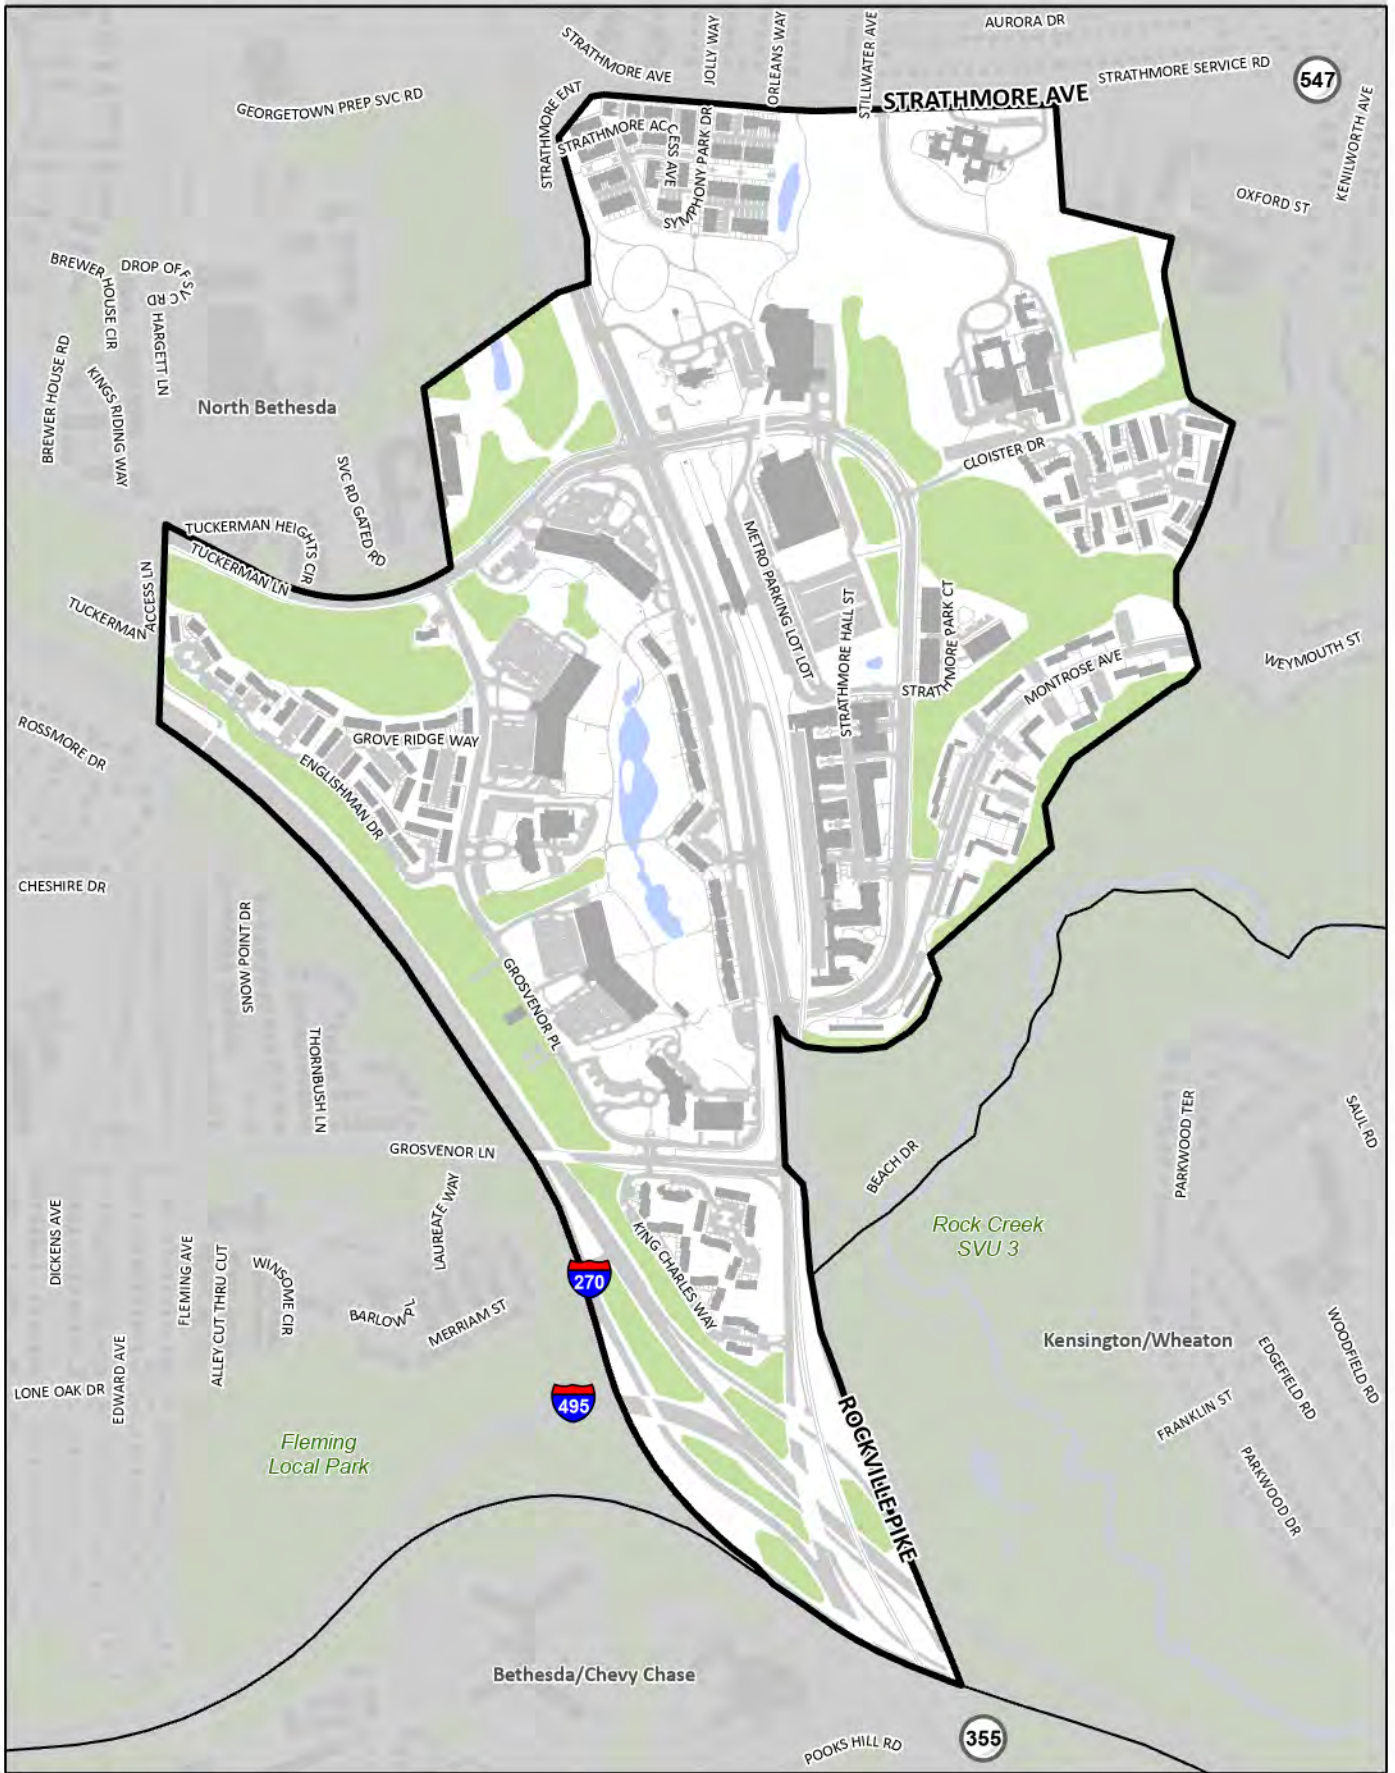 AURORA DR
STRATHMORE AVE
JOLLY WAY
ORLEANS WAY
STILLWATER AVE
STRATHMORE SERVICE RD
547
GEORGETOWN PREP SVC RD
STRATHMORE ENT
STRATHMORE AVE
KENILWORTH AVE
STRATHMORE ACCESS AVE
SYMPHONY PARK DR
OXFORD ST
BREWER HOUSE CIR
DROP OFF SVC RD
HARGETT LN
BREWER HOUSE RD
KINGS RIDING WAY
North Bethesda
SVC RD GATED RD
CLOISTER DR
TUCKERMAN HEIGHTS CIR
TUCKERMAN LN
METRO PARKING LOT LOT
TUCKERMAN
ACCESS LN
STRATHMORE HALL ST
STRATHMORE PARK CT
MONTROSE AVE
WEYMOUTH ST
ROSSMORE DR
GROVE RIDGE WAY
ENGLISHMAN DR
CHESHIRE DR
SNOW POINT DR
GROSVENOR PL
THORNBUSH LN
PARKWOOD TER
SAUL RD
GROSVENOR LN
BEACH DR
LAUREATE WAY
DICKENS AVE
Rock Creek
SVU 3
FLEMING AVE
ALLEY CUT THRU CUT
WINSOME CIR
KING CHARLES WAY
270
BARLOW PL
MERRIAM ST
Kensington/Wheaton
WOODFIELD RD
EDGEFIELD RD
LONE OAK DR
EDWARD AVE
495
ROCKVILLE PIKE
FRANKLIN ST
Fleming
Local Park
PARKWOOD DR
Bethesda/Chevy Chase
355
POOKS HILL RD